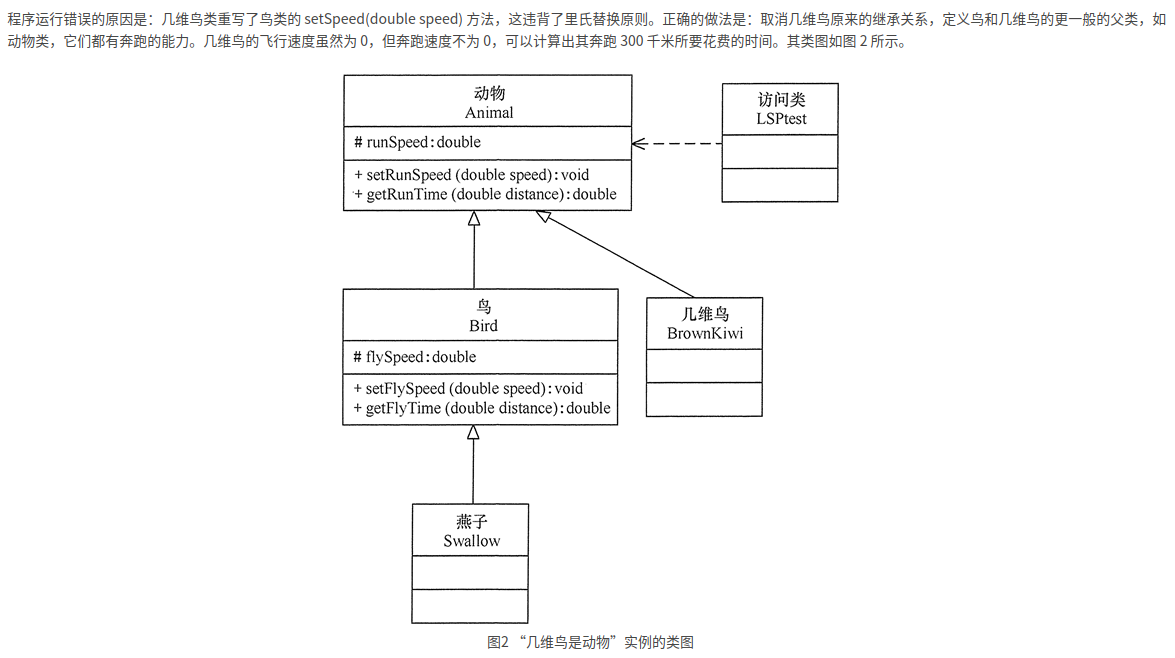 程序运行错误的原因是：几维鸟类重写了鸟类的 setSpeed(double speed) 方法，这违背了里氏替换原则。正确的做法是：取消几维鸟原来的继承关系，定义鸟和几维鸟的更一般的父类，如
动物类，它们都有奔跑的能力。几维鸟的飞行速度虽然为 0，但奔跑速度不为 0，可以计算出其奔跑 300 千米所要花费的时间。其类图如图 2 所示。
动物
Animal
# runSpeed:double
+ setRunSpeed (double speed):void
+ getRunTime (double distance):double
访问类
LSPtest
鸟
Bird
# flySpeed:double
+ setFlySpeed (double speed):void
+ getFlyTime (double distance):double
几维鸟
BrownKiwi
燕子
Swallow
图2 “几维鸟是动物”实例的类图